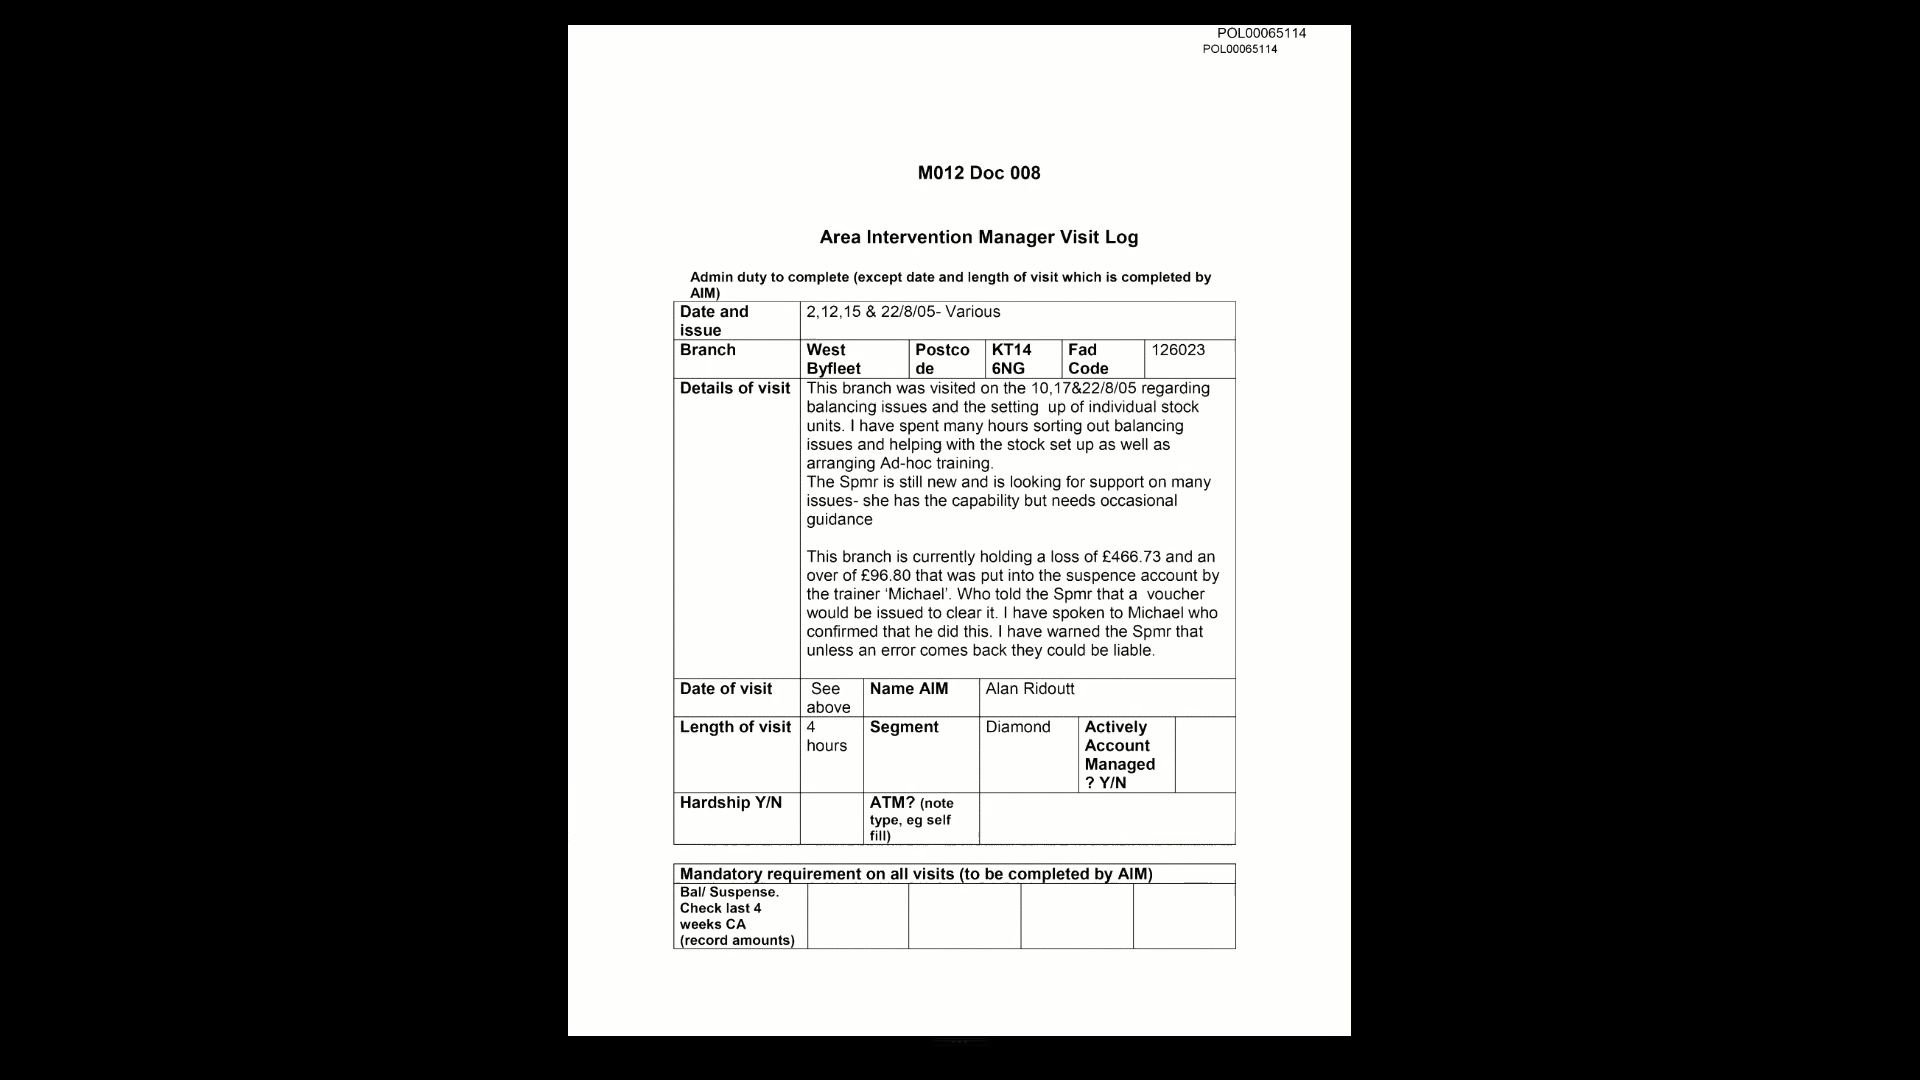 POL00065114
POL00065114
M012 Doc 008
Area Intervention Manager Visit Log
Admin duty to complete (except date and length of visit which is completed by
AIM)
Date and
issue
2,12,15 & 22/8/05- Various
Branch
West
Byfleet
Postco
de
KT14
6NG
Fad
Code
126023
Details of visit
This branch was visited on the 10,17&22/8/05 regarding
balancing issues and the setting up of individual stock
units. I have spent many hours sorting out balancing
issues and helping with the stock set up as well as
arranging Ad-hoc training.
The Spmr is still new and is looking for support on many
issues- she has the capability but needs occasional
guidance
This branch is currently holding a loss of £466.73 and an
over of £96.80 that was put into the suspence account by
the trainer ‘Michael’. Who told the Spmr that a voucher
would be issued to clear it. I have spoken to Michael who
confirmed that he did this. I have warned the Spmr that
unless an error comes back they could be liable.
Date of visit
See
above
Name AIM
Alan Ridoutt
Length of visit
4
hours
Segment
Diamond
Actively
Account
Managed
? Y/N
Hardship Y/N
ATM? (note
type, eg self
fill)
Mandatory requirement on all visits (to be completed by AIM)
Bal/ Suspense.
Check last 4
weeks CA
(record amounts)